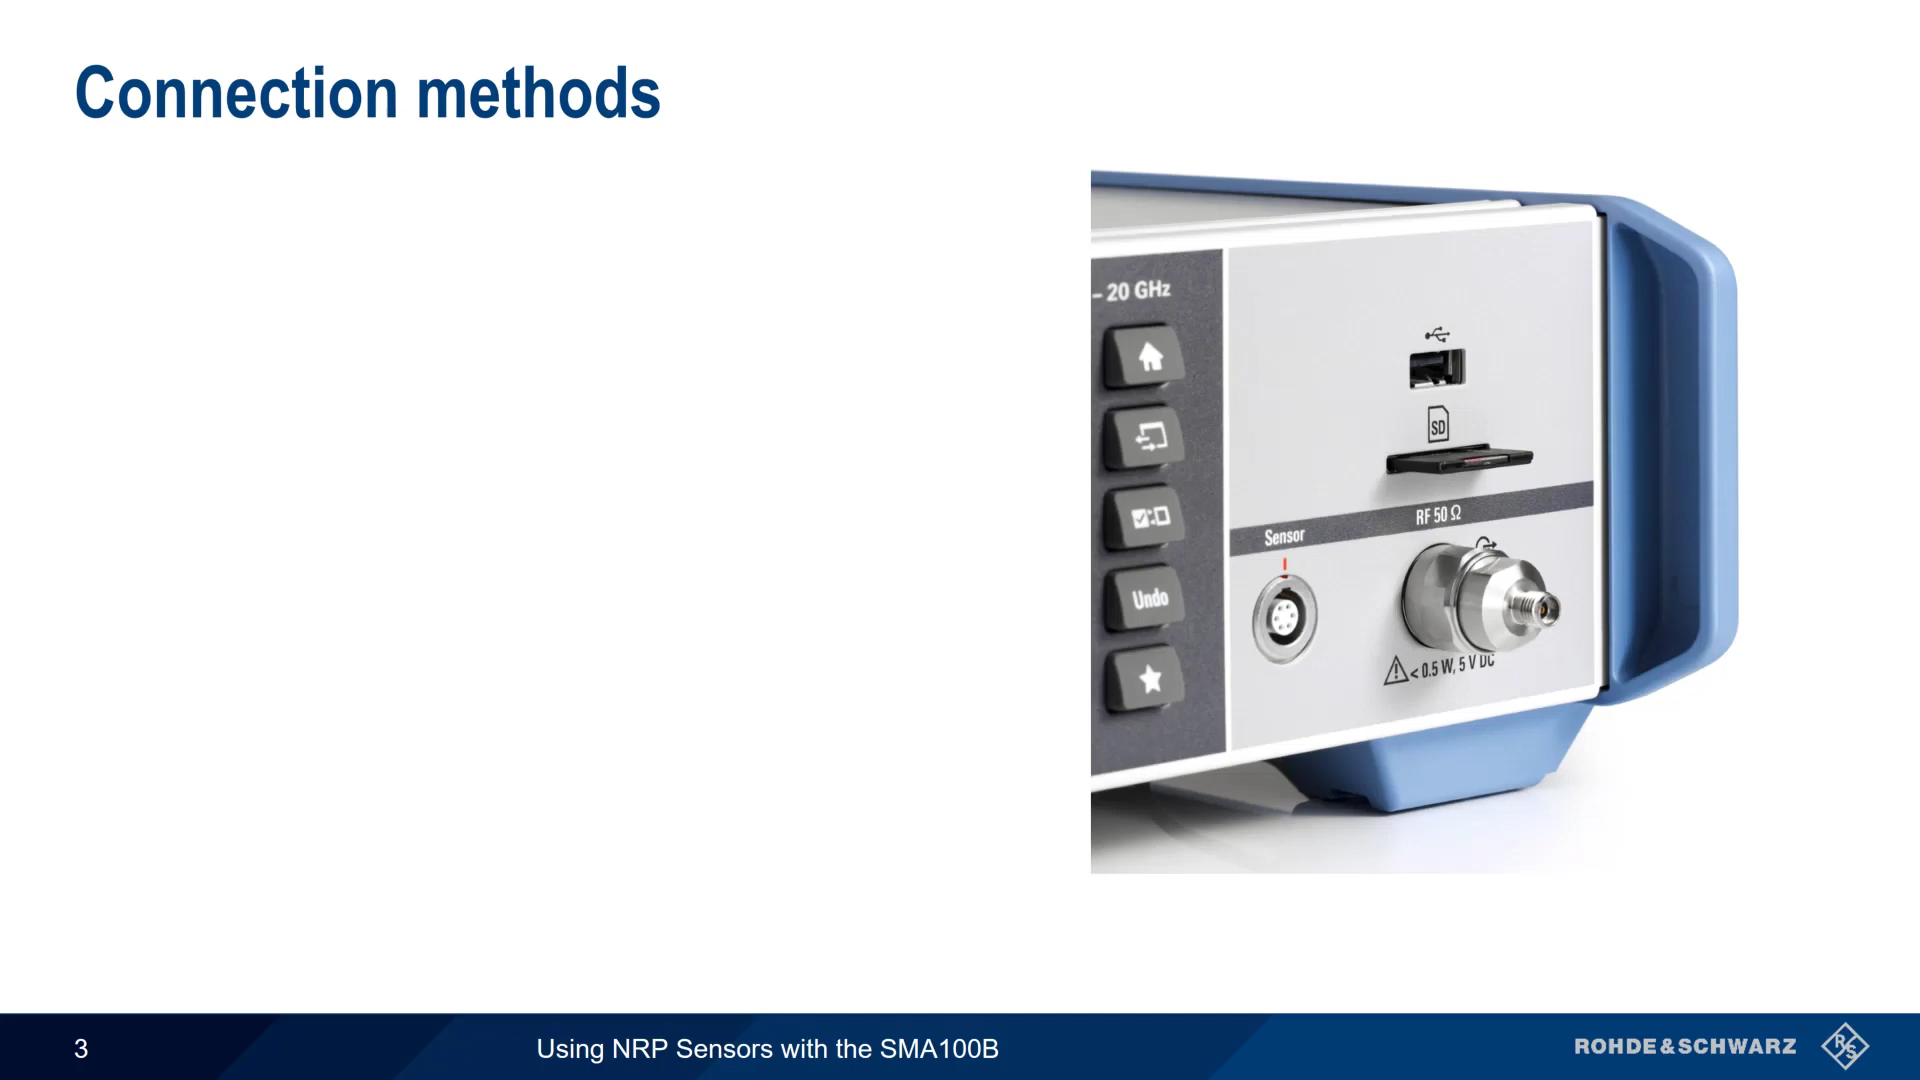 Connection methods
– 20 GHz
SD
RF 50 Ω
Sensor
Undo
< 0.5 W, 5 V DC
3
Using NRP Sensors with the SMA100B
ROHDE & SCHWARZ
R S